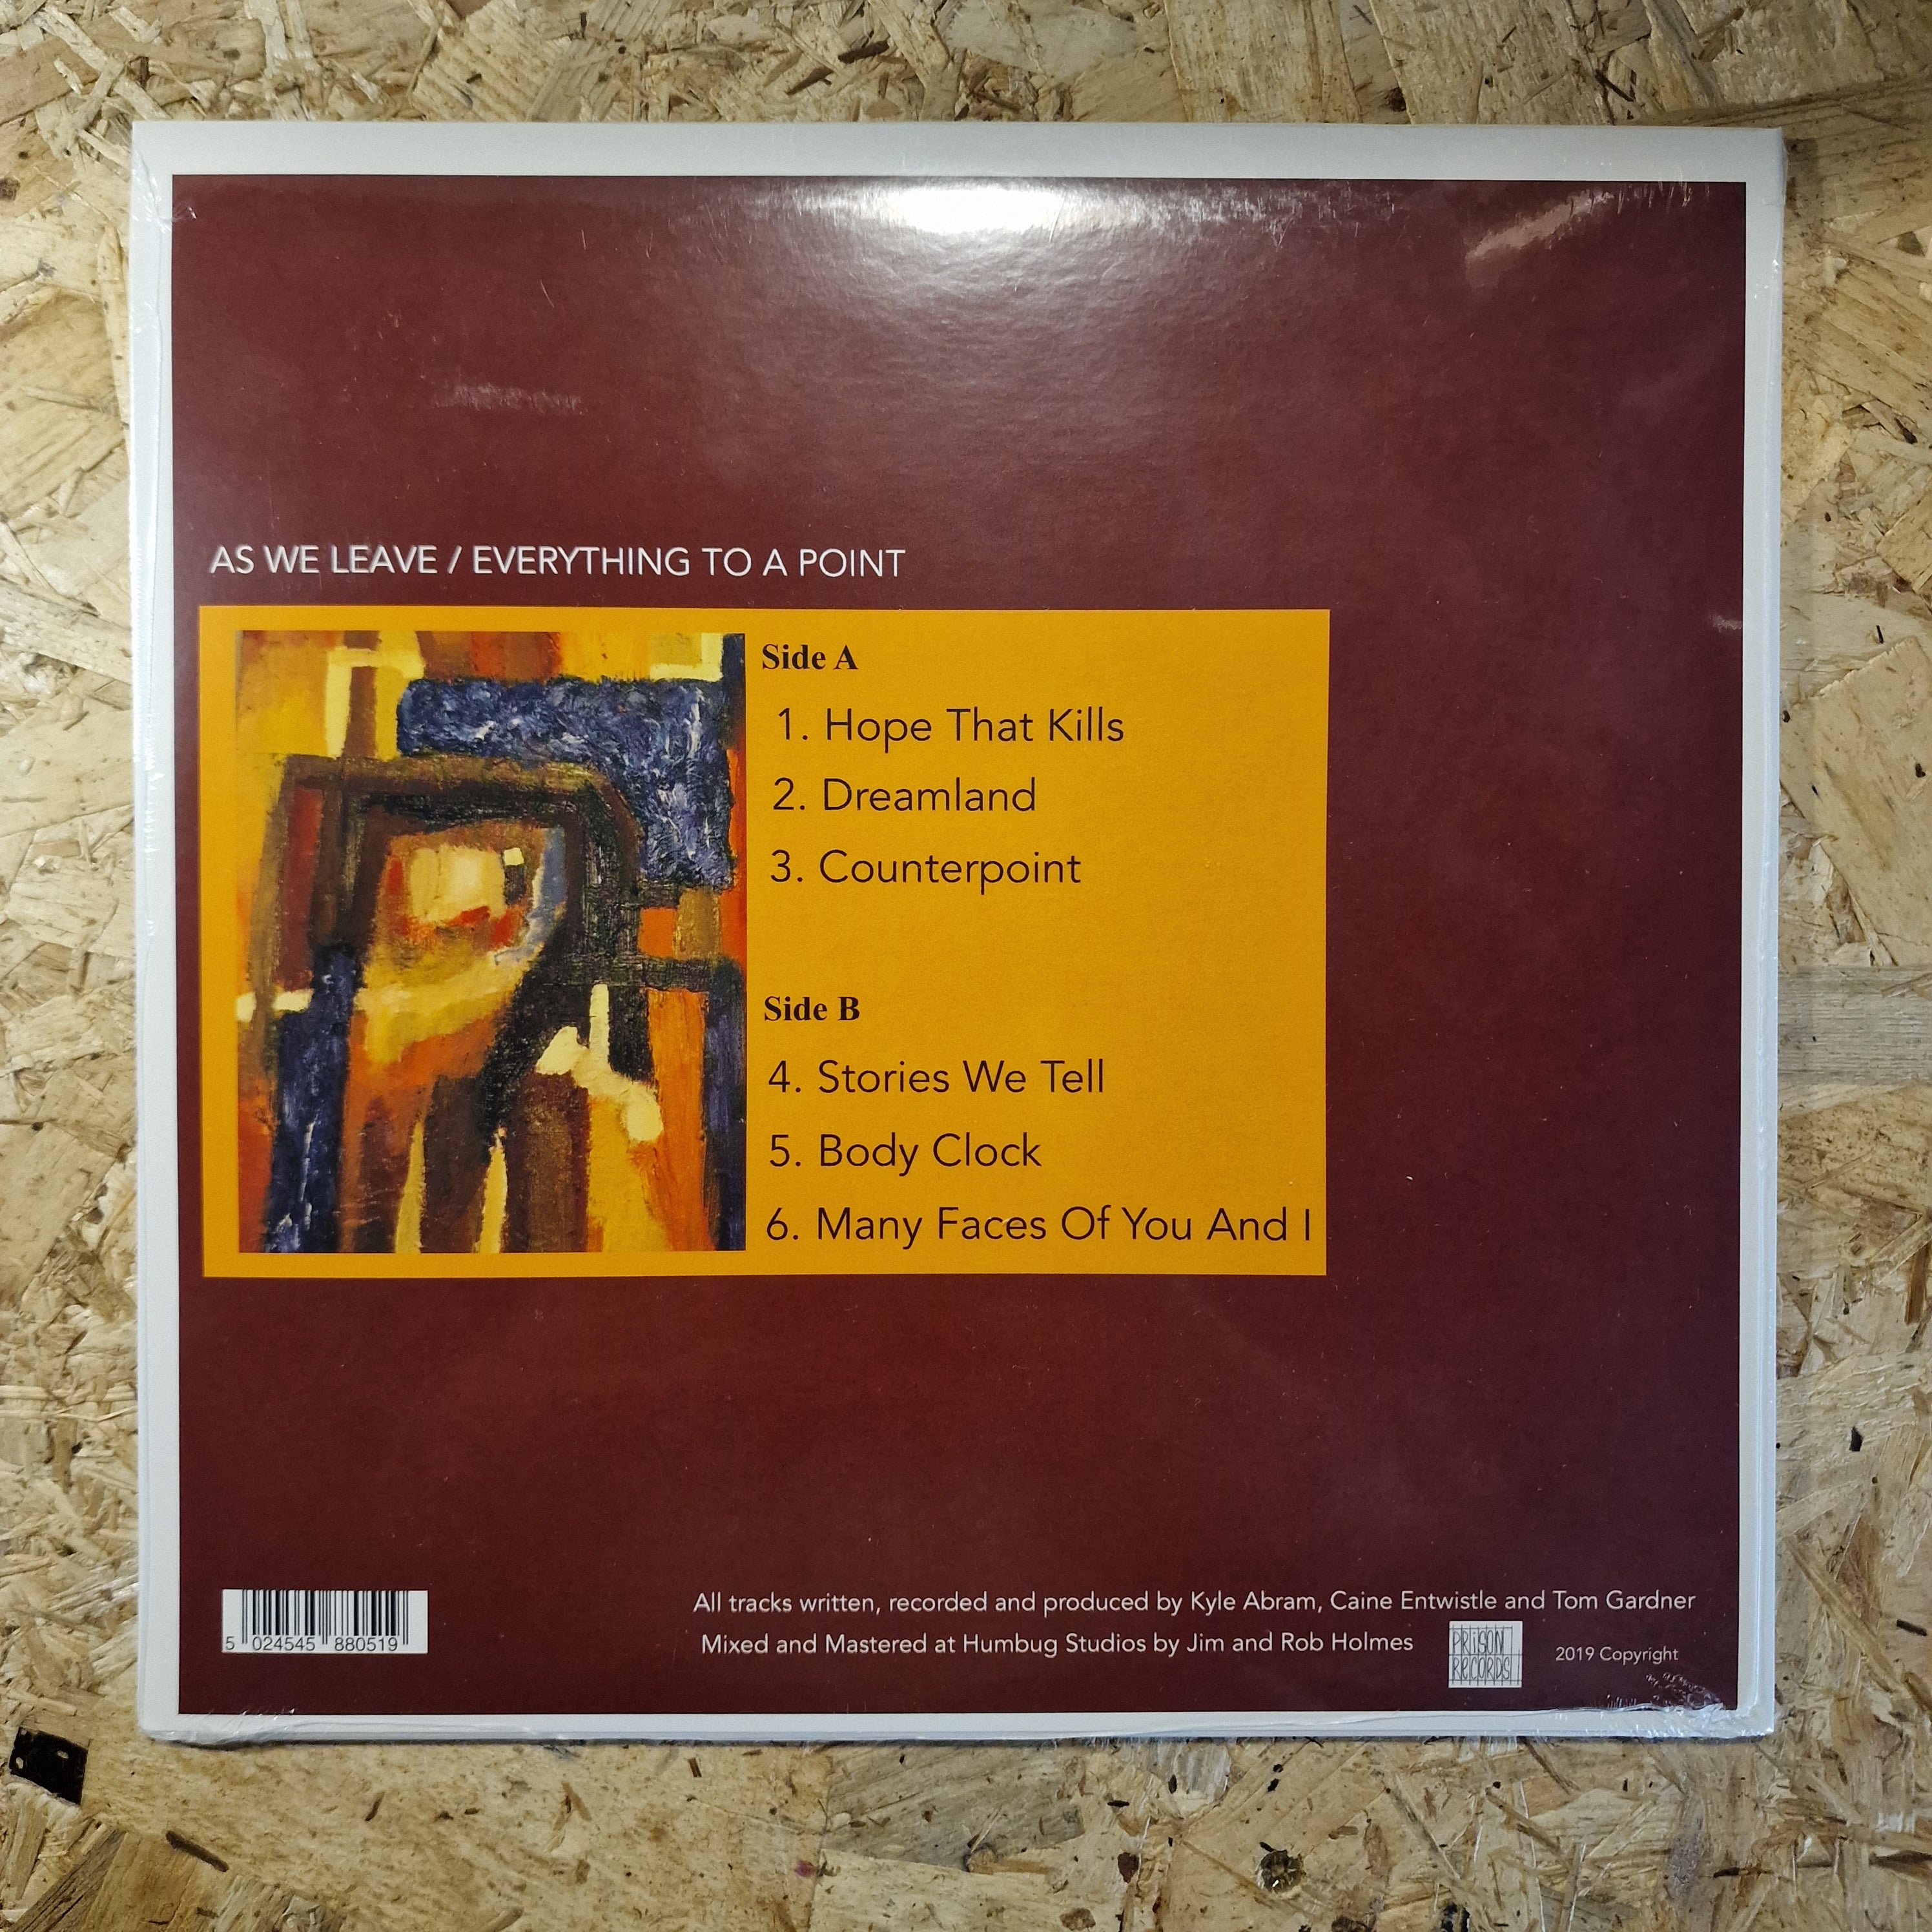 AS WE LEAVE / EVERYTHING TO A POINT
Side A
1. Hope That Kills
2. Dreamland
3. Counterpoint
Side B
4. Stories We Tell
5. Body Clock
6. Many Faces Of You And I
All tracks written, recorded and produced by Kyle Abram, Caine Entwistle and Tom Gardner
Mixed and Mastered at Humbug Studios by Jim and Rob Holmes
PRISON
RECORDS
2019 Copyright
5 024545 880519